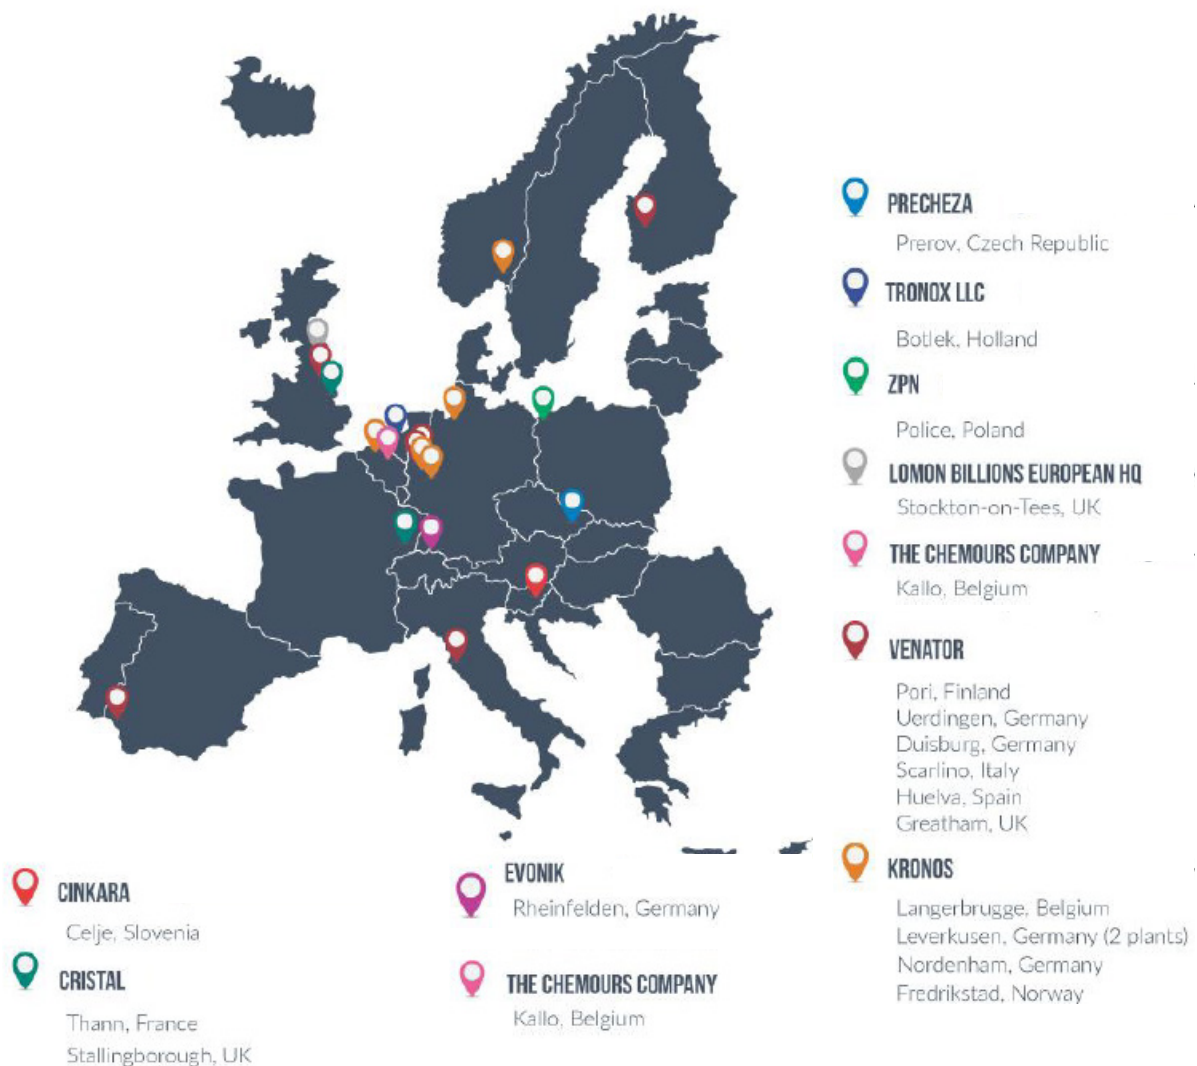 PRECHEZA
Prerov, Czech Republic
TRONOX LLC
Botlek, Holland
ZPN
Police, Poland
LOMON BILLIONS EUROPEAN HQ
Stockton-on-Tees, UK
THE CHEMOURS COMPANY
Kallo, Belgium
VENATOR
Pori, Finland
Uerdingen, Germany
Duisburg, Germany
Scarlino, Italy
Huelva, Spain
Greatham, UK
KRONOS
Langerbrugge, Belgium
Leverkusen, Germany (2 plants)
Nordenham, Germany
Fredrikstad, Norway
CINKARA
Celje, Slovenia
CRISTAL
Thann, France
Stallingborough, UK
EVONIK
Rheinfelden, Germany
THE CHEMOURS COMPANY
Kallo, Belgium